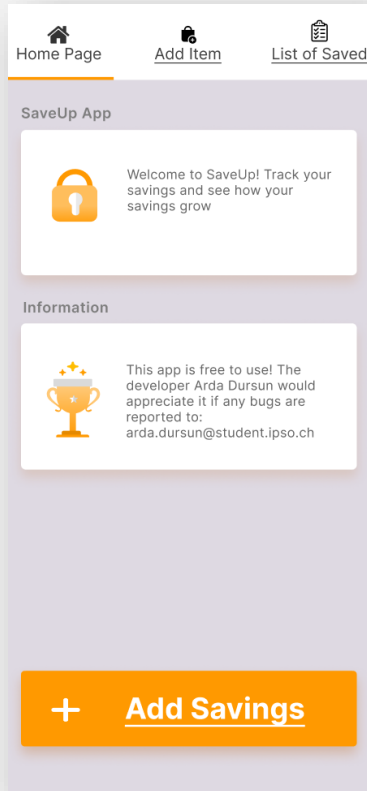 Home Page
Add Item
List of Saved
SaveUp App
Welcome to SaveUp! Track your
savings and see how your
savings grow
Information
This app is free to use! The
developer Arda Dursun would
appreciate it if any bugs are
reported to:
arda.dursun@student.ipso.ch
+ Add Savings